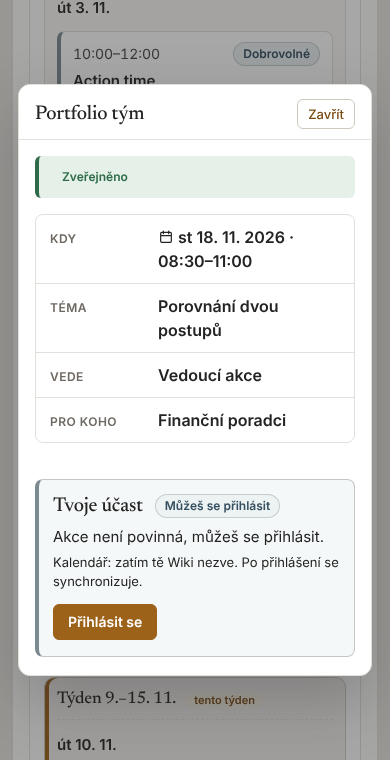 út 3. 11.
10:00–12:00
Dobrovolné
Action time
Portfolio tým
Zavřít
Zveřejněno
KDY
st 18. 11. 2026 ·
08:30–11:00
TÉMA
Porovnání dvou
postupů
VEDE
Vedoucí akce
PRO KOHO
Finanční poradci
Tvoje účast
Můžeš se přihlásit
Akce není povinná, můžeš se přihlásit.
Kalendář: zatím tě Wiki nezve. Po přihlášení se
synchronizuje.
Přihlásit se
Týden 9.–15. 11.
tento týden
út 10. 11.